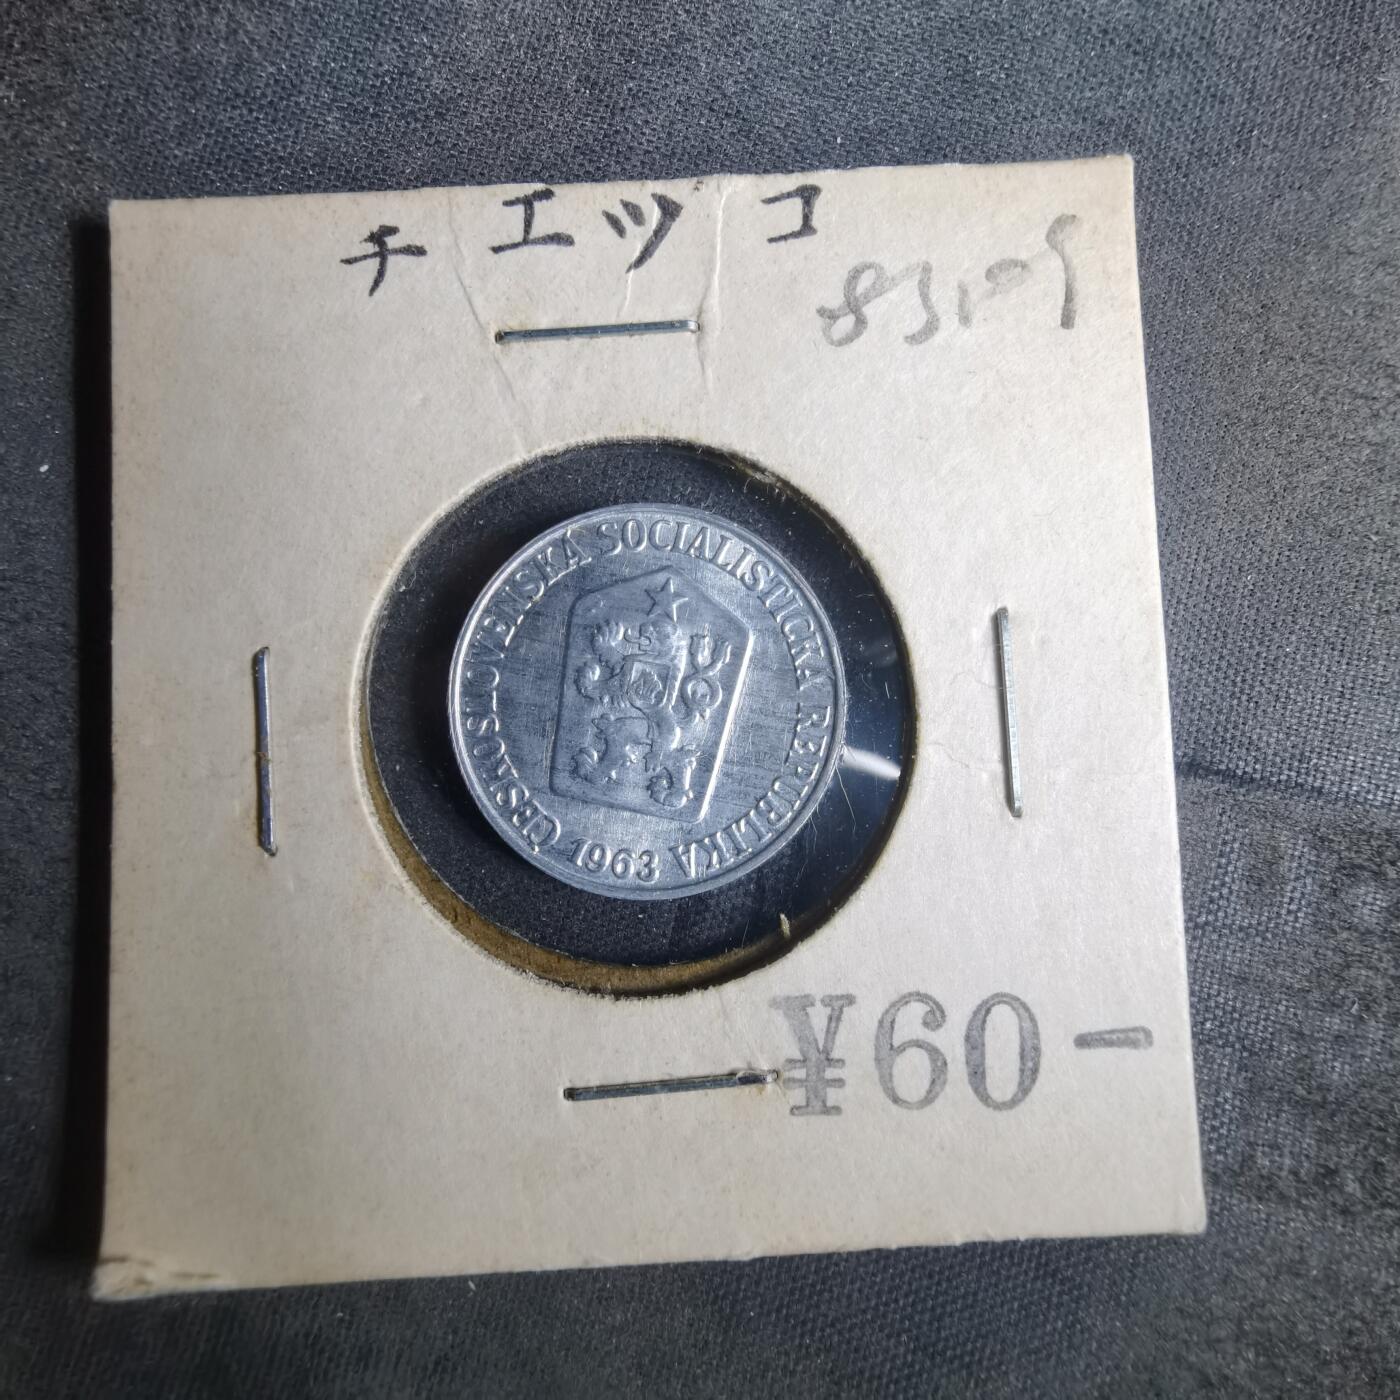 チエッコ
ČESKOSLOVENSKÁ SOCIALISTICKÁ REPUBLIKA
1963
¥60-